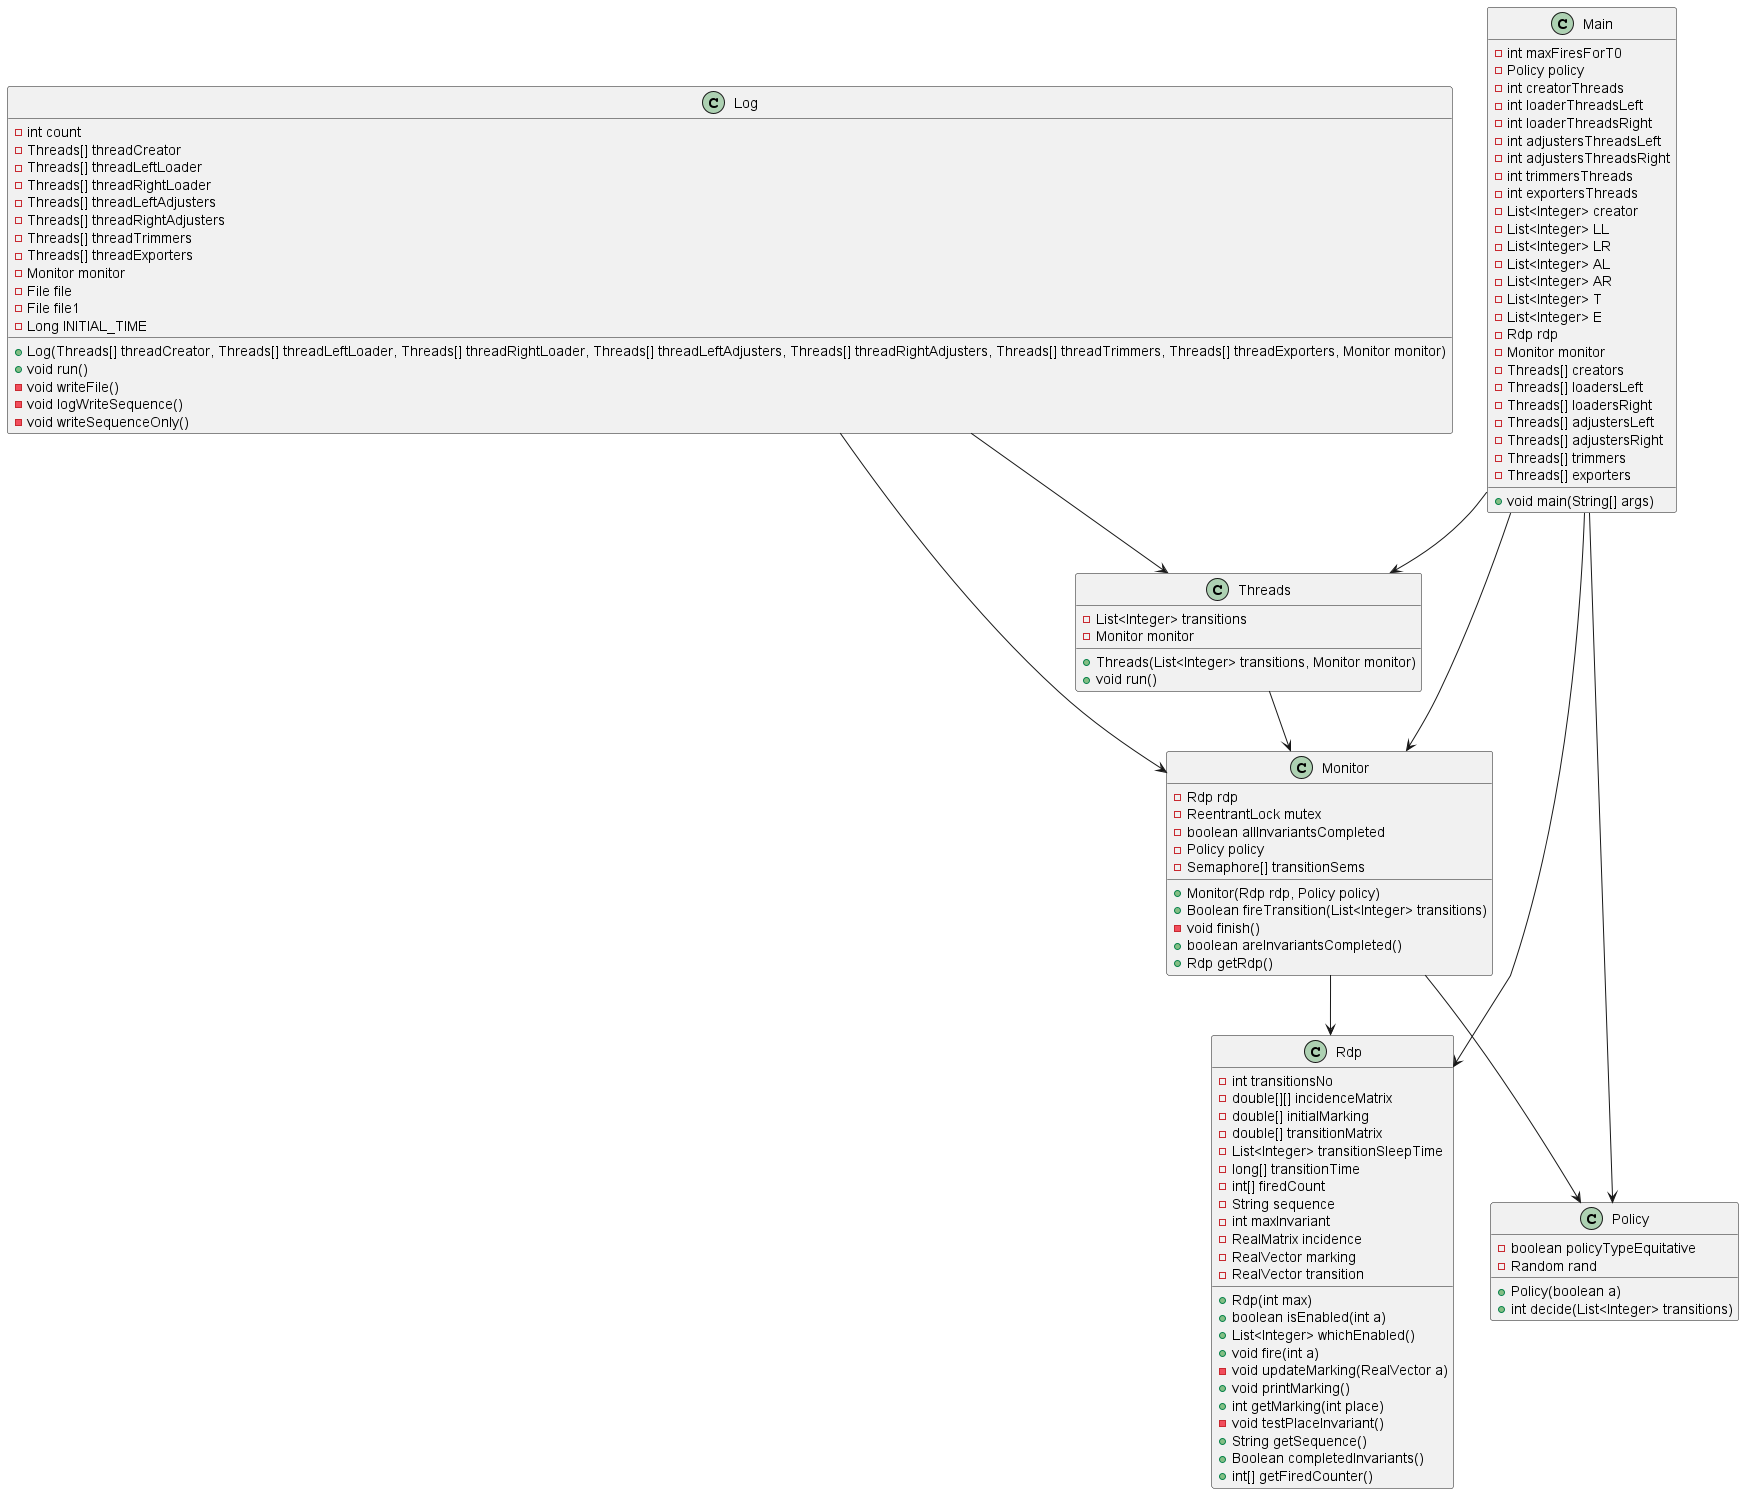 C Main
int maxFiresForT0
Policy policy
int creatorThreads
int loaderThreadsLeft
int loaderThreadsRight
int adjustersThreadsLeft
int adjustersThreadsRight
int trimmersThreads
int exportersThreads
List<Integer> creator
List<Integer> LL
List<Integer> LR
List<Integer> AL
List<Integer> AR
List<Integer> T
List<Integer> E
Rdp rdp
Monitor monitor
Threads[] creators
Threads[] loadersLeft
Threads[] loadersRight
Threads[] adjustersLeft
Threads[] adjustersRight
Threads[] trimmers
Threads[] exporters
void main(String[] args)
C Log
int count
Threads[] threadCreator
Threads[] threadLeftLoader
Threads[] threadRightLoader
Threads[] threadLeftAdjusters
Threads[] threadRightAdjusters
Threads[] threadTrimmers
Threads[] threadExporters
Monitor monitor
File file
File file1
Long INITIAL_TIME
Log(Threads[] threadCreator, Threads[] threadLeftLoader, Threads[] threadRightLoader, Threads[] threadLeftAdjusters, Threads[] threadRightAdjusters, Threads[] threadTrimmers, Threads[] threadExporters, Monitor monitor)
void run()
void writeFile()
void logWriteSequence()
void writeSequenceOnly()
C Threads
List<Integer> transitions
Monitor monitor
Threads(List<Integer> transitions, Monitor monitor)
void run()
C Monitor
Rdp rdp
ReentrantLock mutex
boolean allInvariantsCompleted
Policy policy
Semaphore[] transitionSems
Monitor(Rdp rdp, Policy policy)
Boolean fireTransition(List<Integer> transitions)
void finish()
boolean areInvariantsCompleted()
Rdp getRdp()
C Rdp
int transitionsNo
double[][] incidenceMatrix
double[] initialMarking
double[] transitionMatrix
List<Integer> transitionSleepTime
long[] transitionTime
int[] firedCount
String sequence
int maxInvariant
RealMatrix incidence
RealVector marking
RealVector transition
Rdp(int max)
boolean isEnabled(int a)
List<Integer> whichEnabled()
void fire(int a)
void updateMarking(RealVector a)
void printMarking()
int getMarking(int place)
void testPlaceInvariant()
String getSequence()
Boolean completedInvariants()
int[] getFiredCounter()
C Policy
boolean policyTypeEquitative
Random rand
Policy(boolean a)
int decide(List<Integer> transitions)